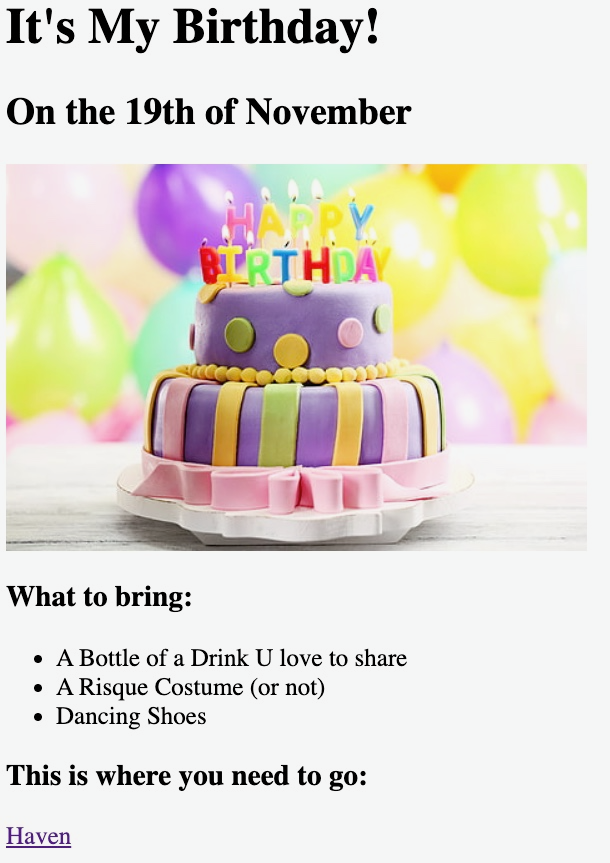 It's My Birthday!
On the 19th of November
HAPPY
BIRTHDAY
What to bring:
A Bottle of a Drink U love to share
A Risque Costume (or not)
Dancing Shoes
This is where you need to go:
Haven